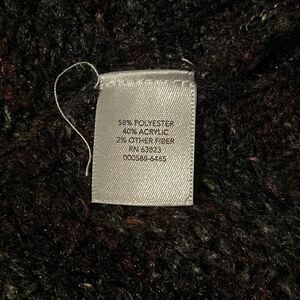 58% POLYESTER
40% ACRYLIC
2% OTHER FIBER
RN 63823
000588-6485